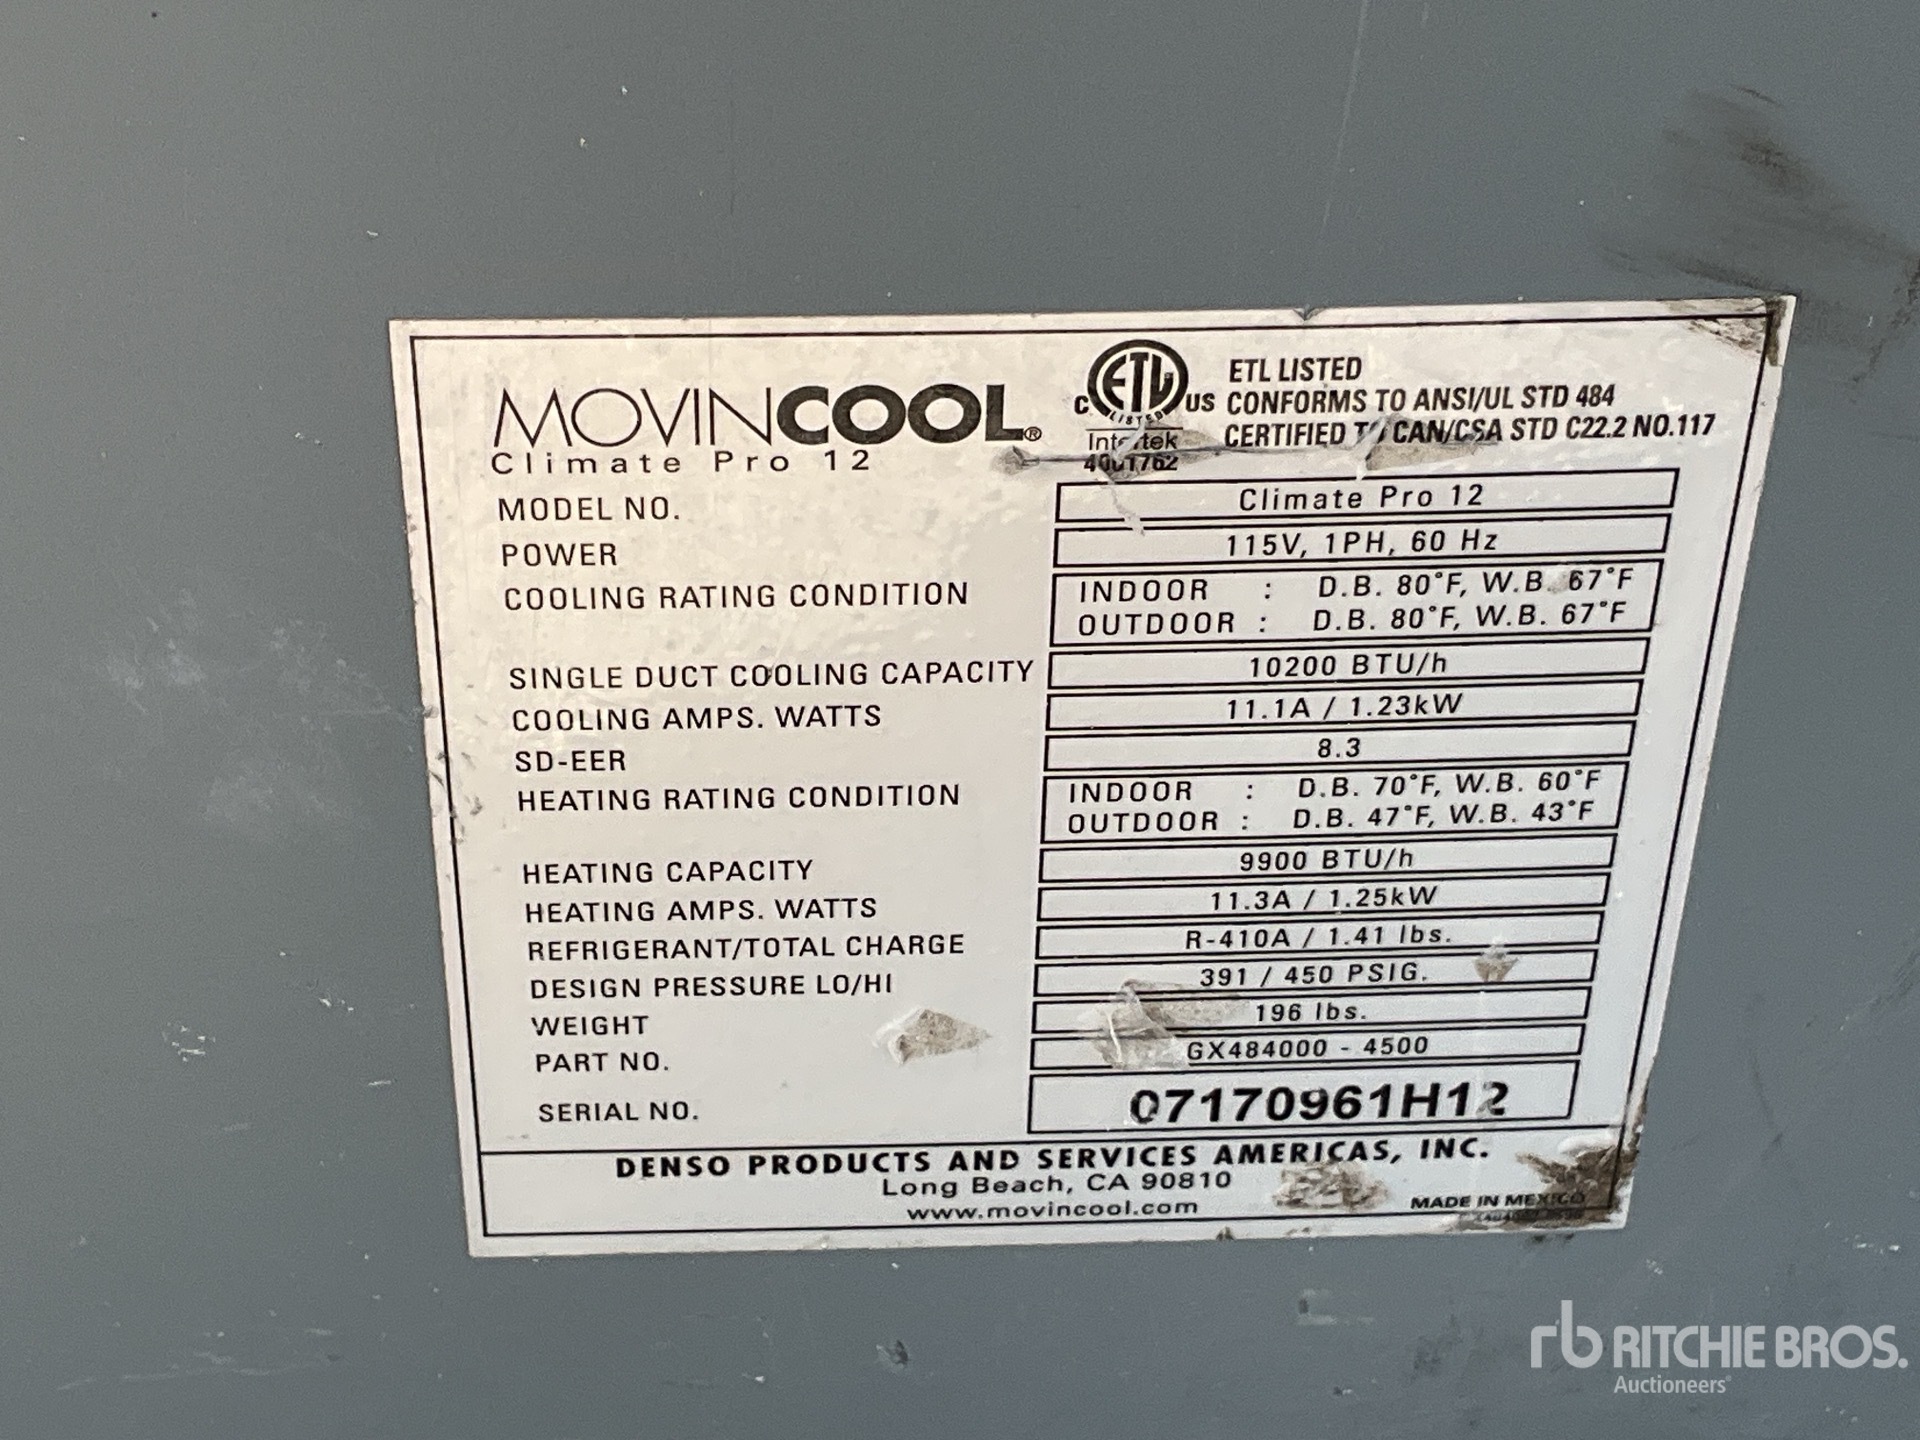 MOVINCOOL®
Climate Pro 12
C ETL LISTED US
Intertek
4001762
ETL LISTED
CONFORMS TO ANSI/UL STD 484
CERTIFIED TO CAN/CSA STD C22.2 NO.117
MODEL NO. Climate Pro 12
POWER 115V, 1PH, 60 Hz
COOLING RATING CONDITION INDOOR : D.B. 80°F, W.B. 67°F
OUTDOOR : D.B. 80°F, W.B. 67°F
SINGLE DUCT COOLING CAPACITY 10200 BTU/h
COOLING AMPS. WATTS 11.1A / 1.23kW
SD-EER 8.3
HEATING RATING CONDITION INDOOR : D.B. 70°F, W.B. 60°F
OUTDOOR : D.B. 47°F, W.B. 43°F
HEATING CAPACITY 9900 BTU/h
HEATING AMPS. WATTS 11.3A / 1.25kW
REFRIGERANT/TOTAL CHARGE R-410A / 1.41 lbs.
DESIGN PRESSURE LO/HI 391 / 450 PSIG.
WEIGHT 196 lbs.
PART NO. GX484000 - 4500
SERIAL NO. 07170961H12
DENSO PRODUCTS AND SERVICES AMERICAS, INC.
Long Beach, CA 90810
www.movincool.com
MADE IN MEXICO
rb RITCHIE BROS.
Auctioneers